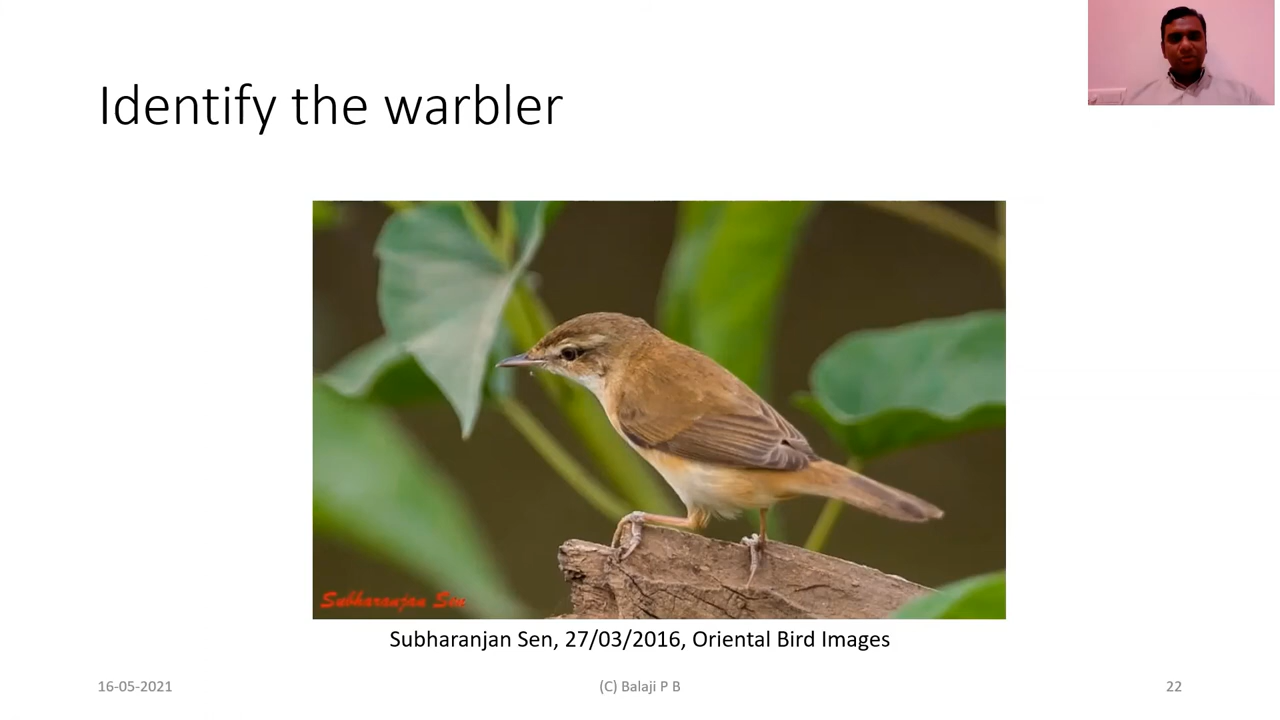 Identify the warbler
Subharanjan Sen
Subharanjan Sen, 27/03/2016, Oriental Bird Images
16-05-2021
(C) Balaji P B
22